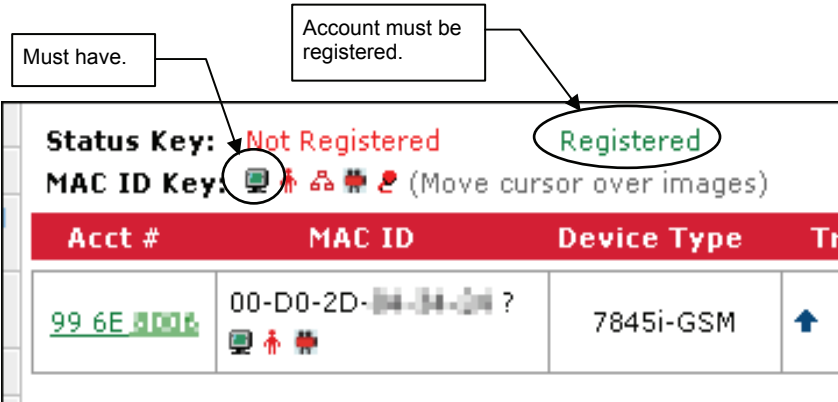 Account must be
registered.
Must have.
Status Key: Not Registered Registered
MAC ID Key: (Move cursor over images)
Acct # MAC ID Device Type
99 6E 00-D0-2D- ? 7845i-GSM